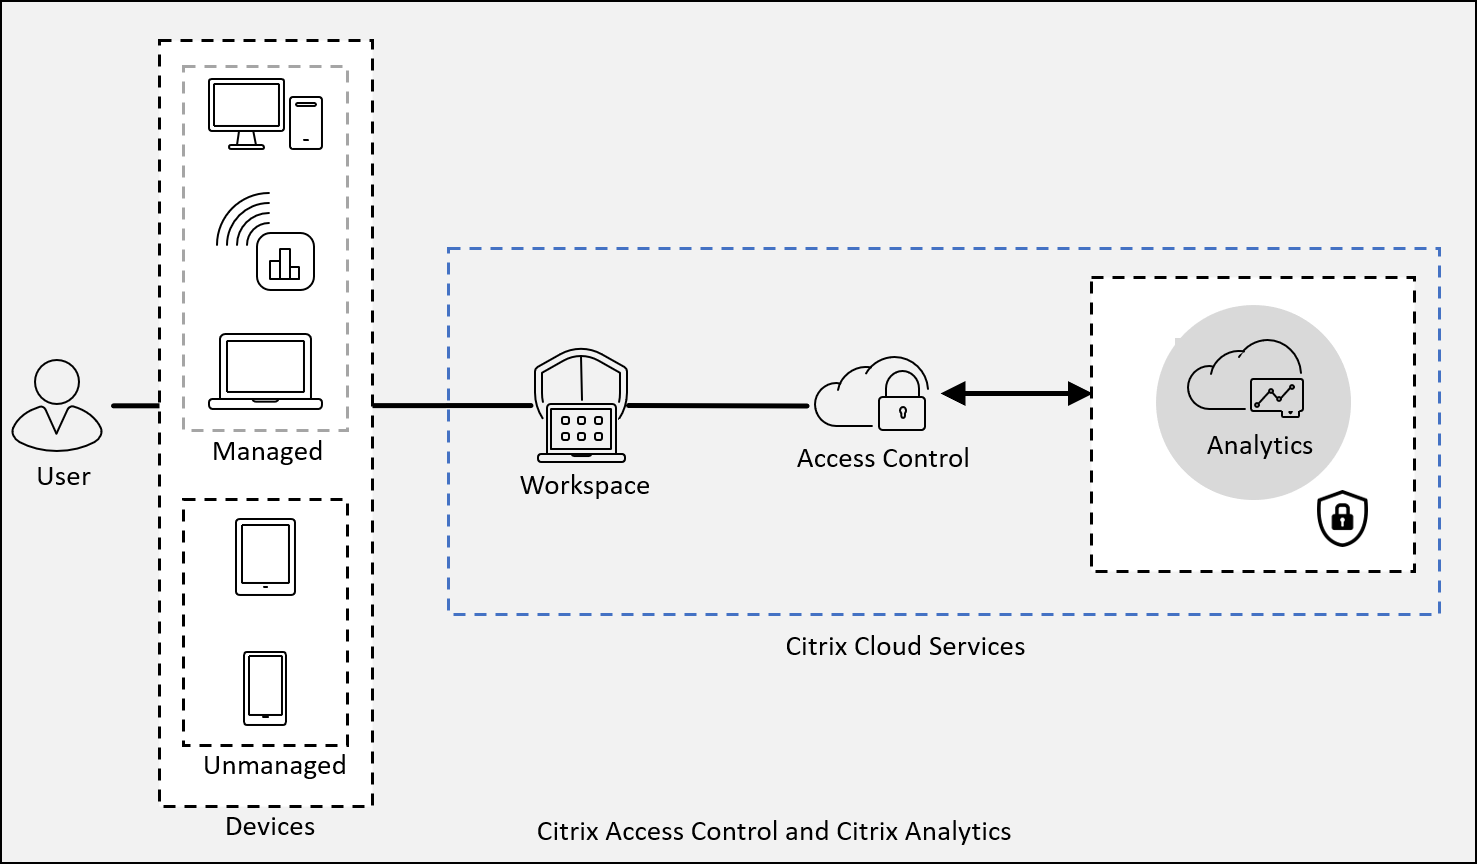 User
Managed
Unmanaged
Devices
Workspace
Access Control
Analytics
Citrix Cloud Services
Citrix Access Control and Citrix Analytics